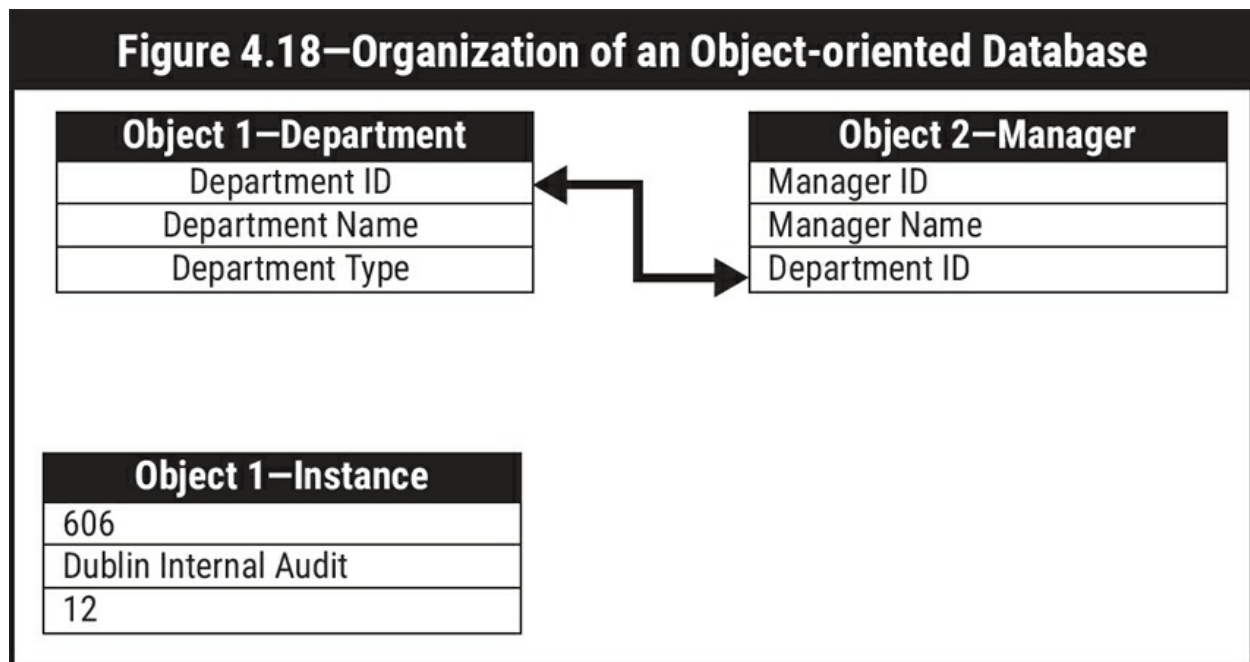 Figure 4.18—Organization of an Object-oriented Database
Object 1—Department
Department ID
Department Name
Department Type
Object 2—Manager
Manager ID
Manager Name
Department ID
Object 1—Instance
606
Dublin Internal Audit
12